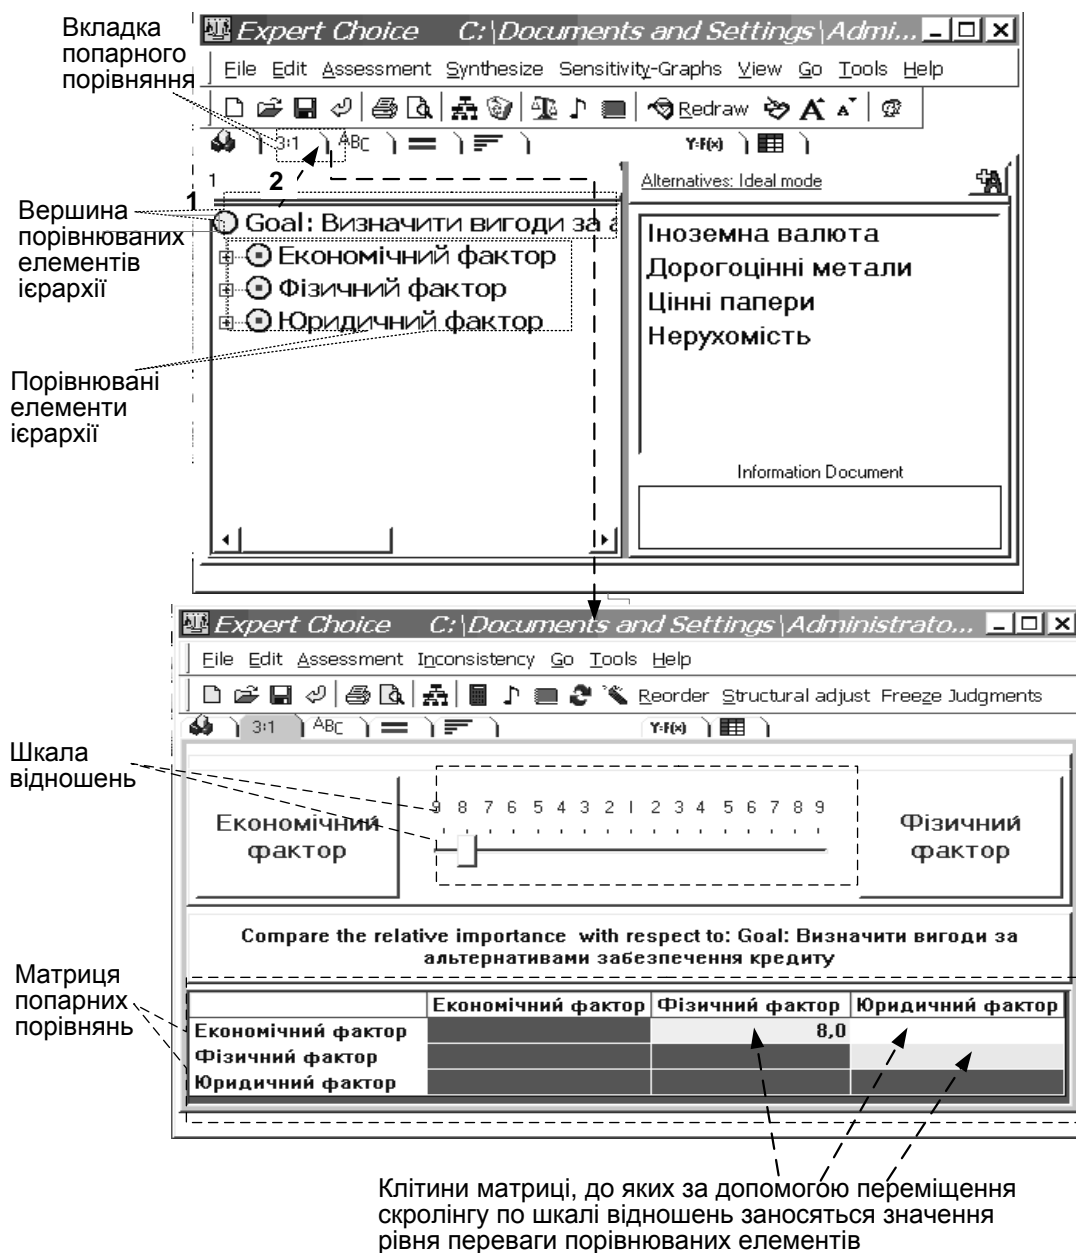 Вкладка
попарного
порівняння
Expert Choice C:\Documents and Settings\Admi...
File Edit Assessment Synthesize Sensitivity-Graphs View Go Tools Help
Redraw A A
3:1 ABC Y=F(x)
1 2
1
Вершина
порівнюваних
елементів
ієрархії
Goal: Визначити вигоди за а
Економічний фактор
Фізичний фактор
Юридичний фактор
Порівнювані
елементи
ієрархії
Alternatives: Ideal mode
Іноземна валюта
Дорогоцінні метали
Цінні папери
Нерухомість
Information Document
Expert Choice C:\Documents and Settings\Administrato...
File Edit Assessment Inconsistency Go Tools Help
Reorder Structural adjust Freeze Judgments
3:1 ABC Y=F(x)
Шкала
відношень
9 8 7 6 5 4 3 2 1 2 3 4 5 6 7 8 9
Економічний
фактор
Фізичний
фактор
Compare the relative importance with respect to: Goal: Визначити вигоди за
альтернативами забезпечення кредиту
Матриця
попарних
порівнянь
Економічний фактор Фізичний фактор Юридичний фактор
Економічний фактор 8,0
Фізичний фактор
Юридичний фактор
Клітини матриці, до яких за допомогою переміщення
скролінгу по шкалі відношень заносяться значення
рівня переваги порівнюваних елементів